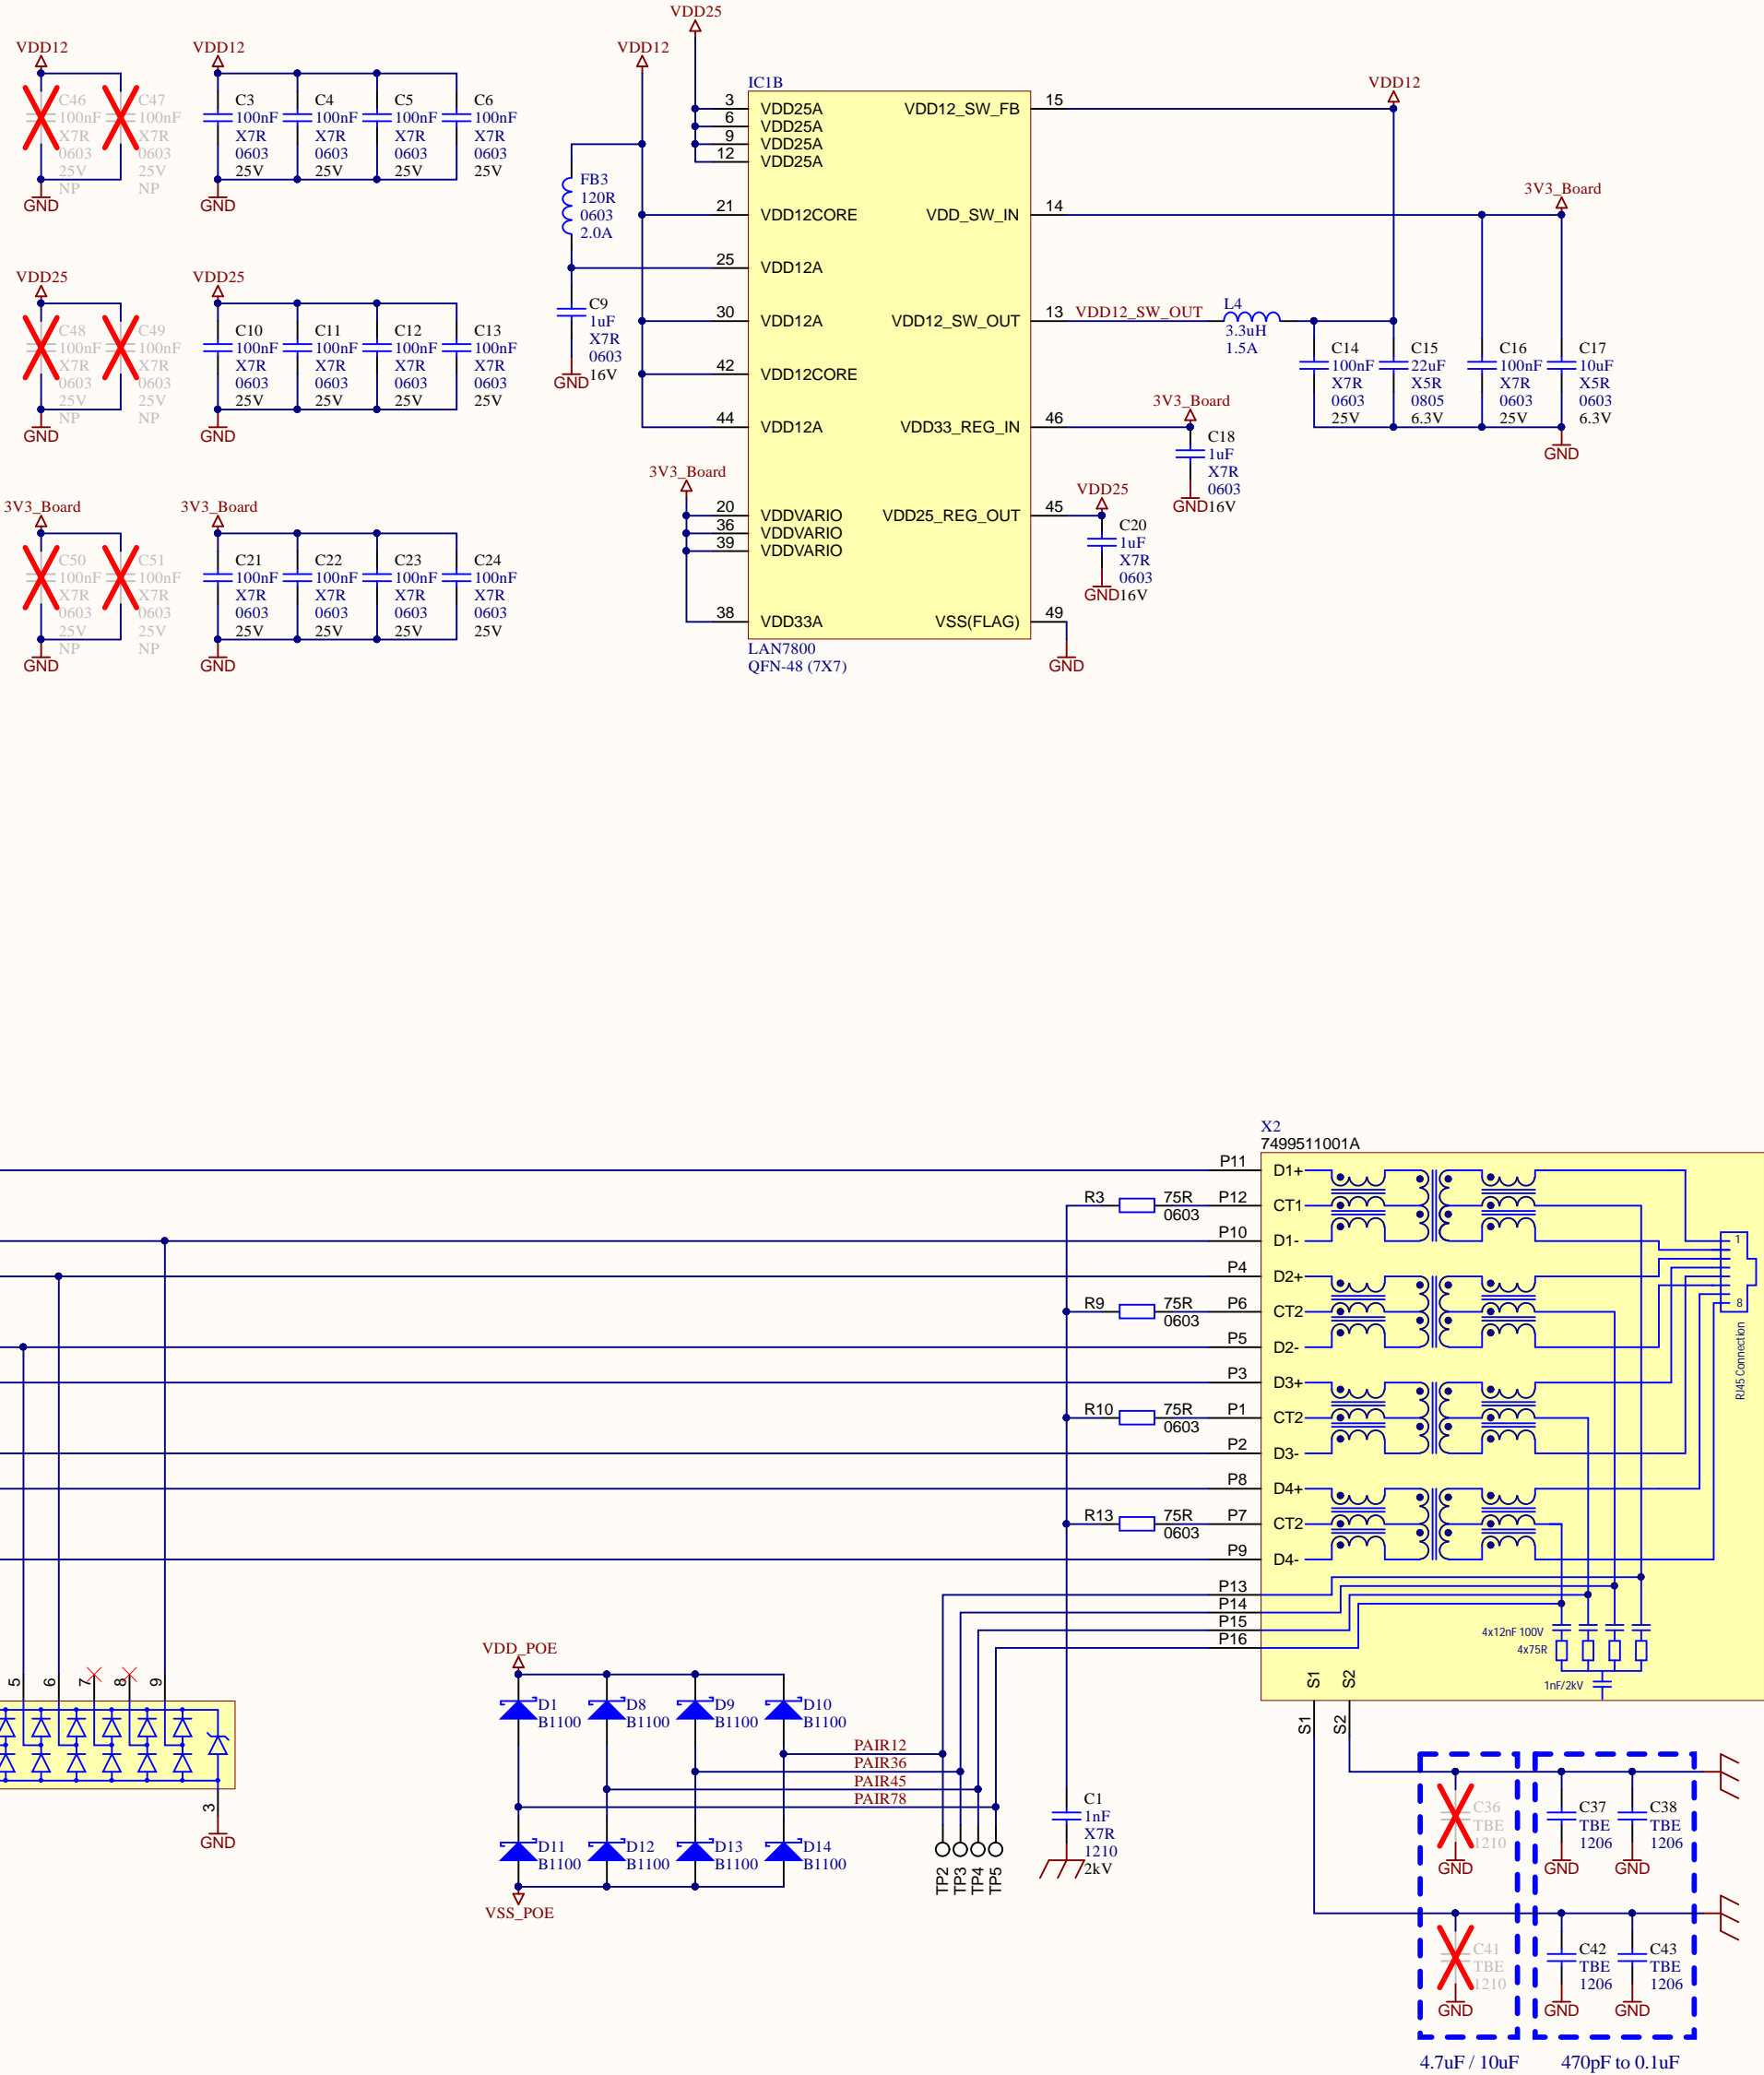 VDD12
C46
100nF
X7R
0603
25V
NP
C47
100nF
X7R
0603
25V
NP
GND
VDD12
C3
100nF
X7R
0603
25V
C4
100nF
X7R
0603
25V
C5
100nF
X7R
0603
25V
C6
100nF
X7R
0603
25V
GND
VDD25
C48
100nF
X7R
0603
25V
NP
C49
100nF
X7R
0603
25V
NP
GND
VDD25
C10
100nF
X7R
0603
25V
C11
100nF
X7R
0603
25V
C12
100nF
X7R
0603
25V
C13
100nF
X7R
0603
25V
GND
3V3_Board
C50
100nF
X7R
0603
25V
NP
C51
100nF
X7R
0603
25V
NP
GND
3V3_Board
C21
100nF
X7R
0603
25V
C22
100nF
X7R
0603
25V
C23
100nF
X7R
0603
25V
C24
100nF
X7R
0603
25V
GND
VDD25
VDD12
FB3
120R
0603
2.0A
C9
1uF
X7R
0603
16V
GND
3V3_Board
IC1B
3 VDD25A
6 VDD25A
9 VDD25A
12 VDD25A
21 VDD12CORE
25 VDD12A
30 VDD12A
42 VDD12CORE
44 VDD12A
20 VDDVARIO
36 VDDVARIO
39 VDDVARIO
38 VDD33A
VDD12_SW_FB 15
VDD_SW_IN 14
VDD12_SW_OUT 13
VDD33_REG_IN 46
VDD25_REG_OUT 45
VSS(FLAG) 49
LAN7800
QFN-48 (7X7)
GND
VDD12
3V3_Board
VDD12_SW_OUT
L4
3.3uH
1.5A
C14
100nF
X7R
0603
25V
C15
22uF
X5R
0805
6.3V
C16
100nF
X7R
0603
25V
C17
10uF
X5R
0603
6.3V
GND
3V3_Board
C18
1uF
X7R
0603
16V
GND
VDD25
C20
1uF
X7R
0603
16V
GND
X2
7499511001A
P11 D1+
R3 75R 0603 P12 CT1
P10 D1-
P4 D2+
R9 75R 0603 P6 CT2
P5 D2-
P3 D3+
R10 75R 0603 P1 CT2
P2 D3-
P8 D4+
R13 75R 0603 P7 CT2
P9 D4-
P13
P14
P15
P16
1
8
RJ45 Connection
4x12nF 100V
4x75R
1nF/2kV
S1
S2
S1
S2
5
6
7
8
9
3
GND
VDD_POE
D1
B1100
D8
B1100
D9
B1100
D10
B1100
PAIR12
PAIR36
PAIR45
PAIR78
D11
B1100
D12
B1100
D13
B1100
D14
B1100
VSS_POE
TP2
TP3
TP4
TP5
C1
1nF
X7R
1210
2kV
C36
TBE
1210
GND
C37
TBE
1206
GND
C38
TBE
1206
GND
C41
TBE
1210
GND
C42
TBE
1206
GND
C43
TBE
1206
GND
4.7uF / 10uF
470pF to 0.1uF